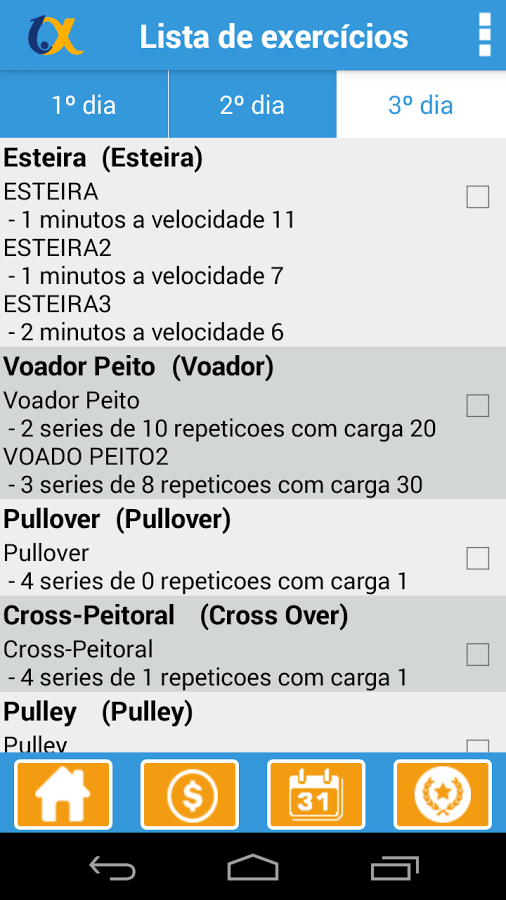 Lista de exercícios
1º dia 2º dia 3º dia
Esteira (Esteira)
ESTEIRA
- 1 minutos a velocidade 11
ESTEIRA2
- 1 minutos a velocidade 7
ESTEIRA3
- 2 minutos a velocidade 6
Voador Peito (Voador)
Voador Peito
- 2 series de 10 repeticoes com carga 20
VOADO PEITO2
- 3 series de 8 repeticoes com carga 30
Pullover (Pullover)
Pullover
- 4 series de 0 repeticoes com carga 1
Cross-Peitoral (Cross Over)
Cross-Peitoral
- 4 series de 1 repeticoes com carga 1
Pulley (Pulley)
Pulley
$
31